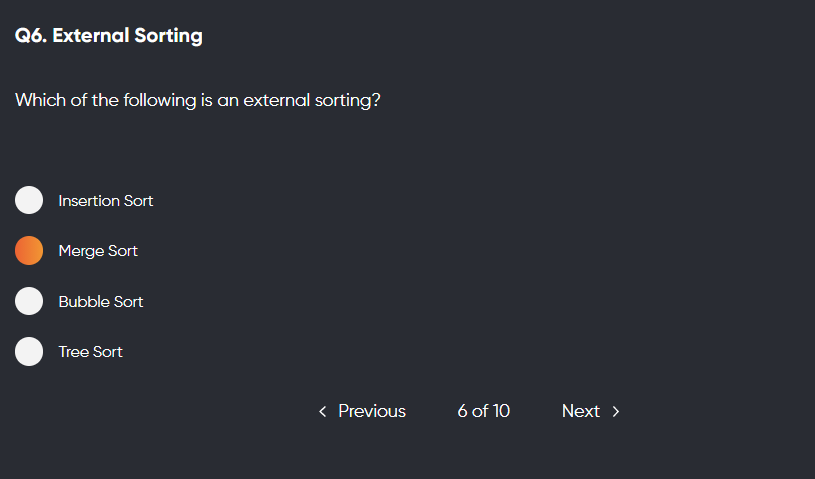 Q6. External Sorting
Which of the following is an external sorting?
Insertion Sort
Merge Sort
Bubble Sort
Tree Sort
< Previous 6 of 10 Next >